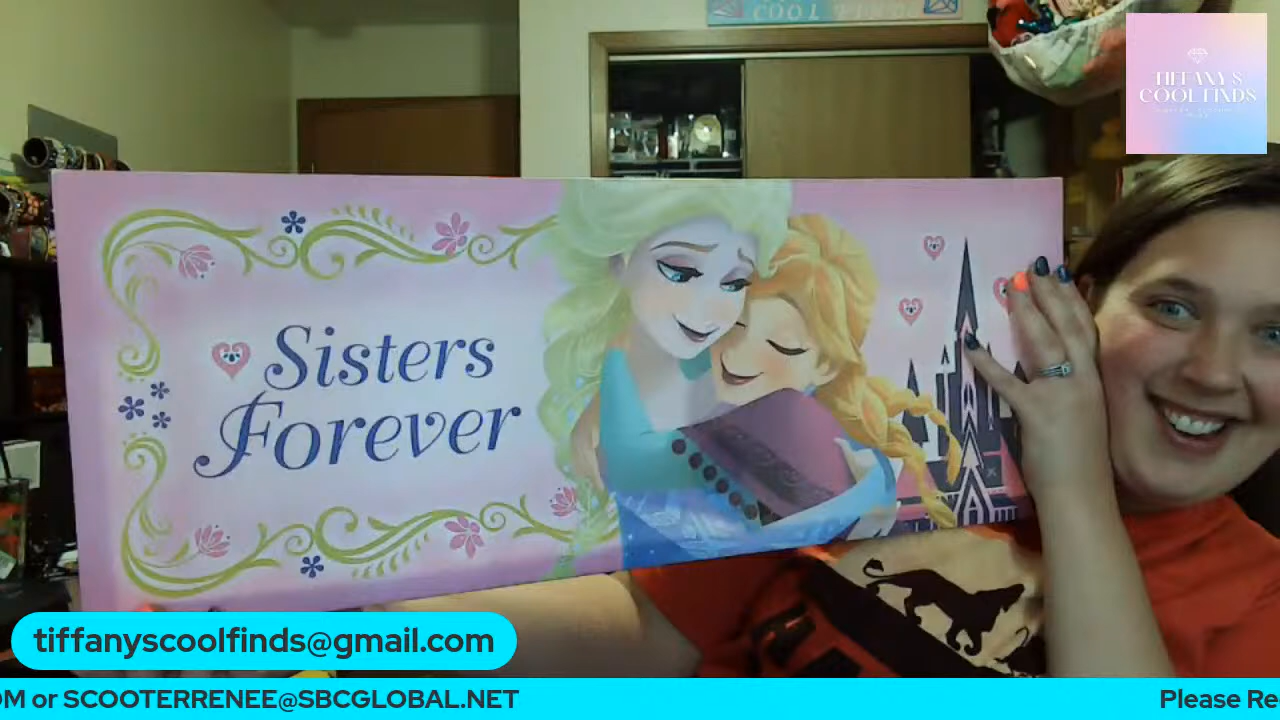 COOL FINDS
TIFFANY'S
COOL FINDS
Sisters
Forever
tiffanyscoolfinds@gmail.com
OM or SCOOTERRENEE@SBCGLOBAL.NET
Please Re